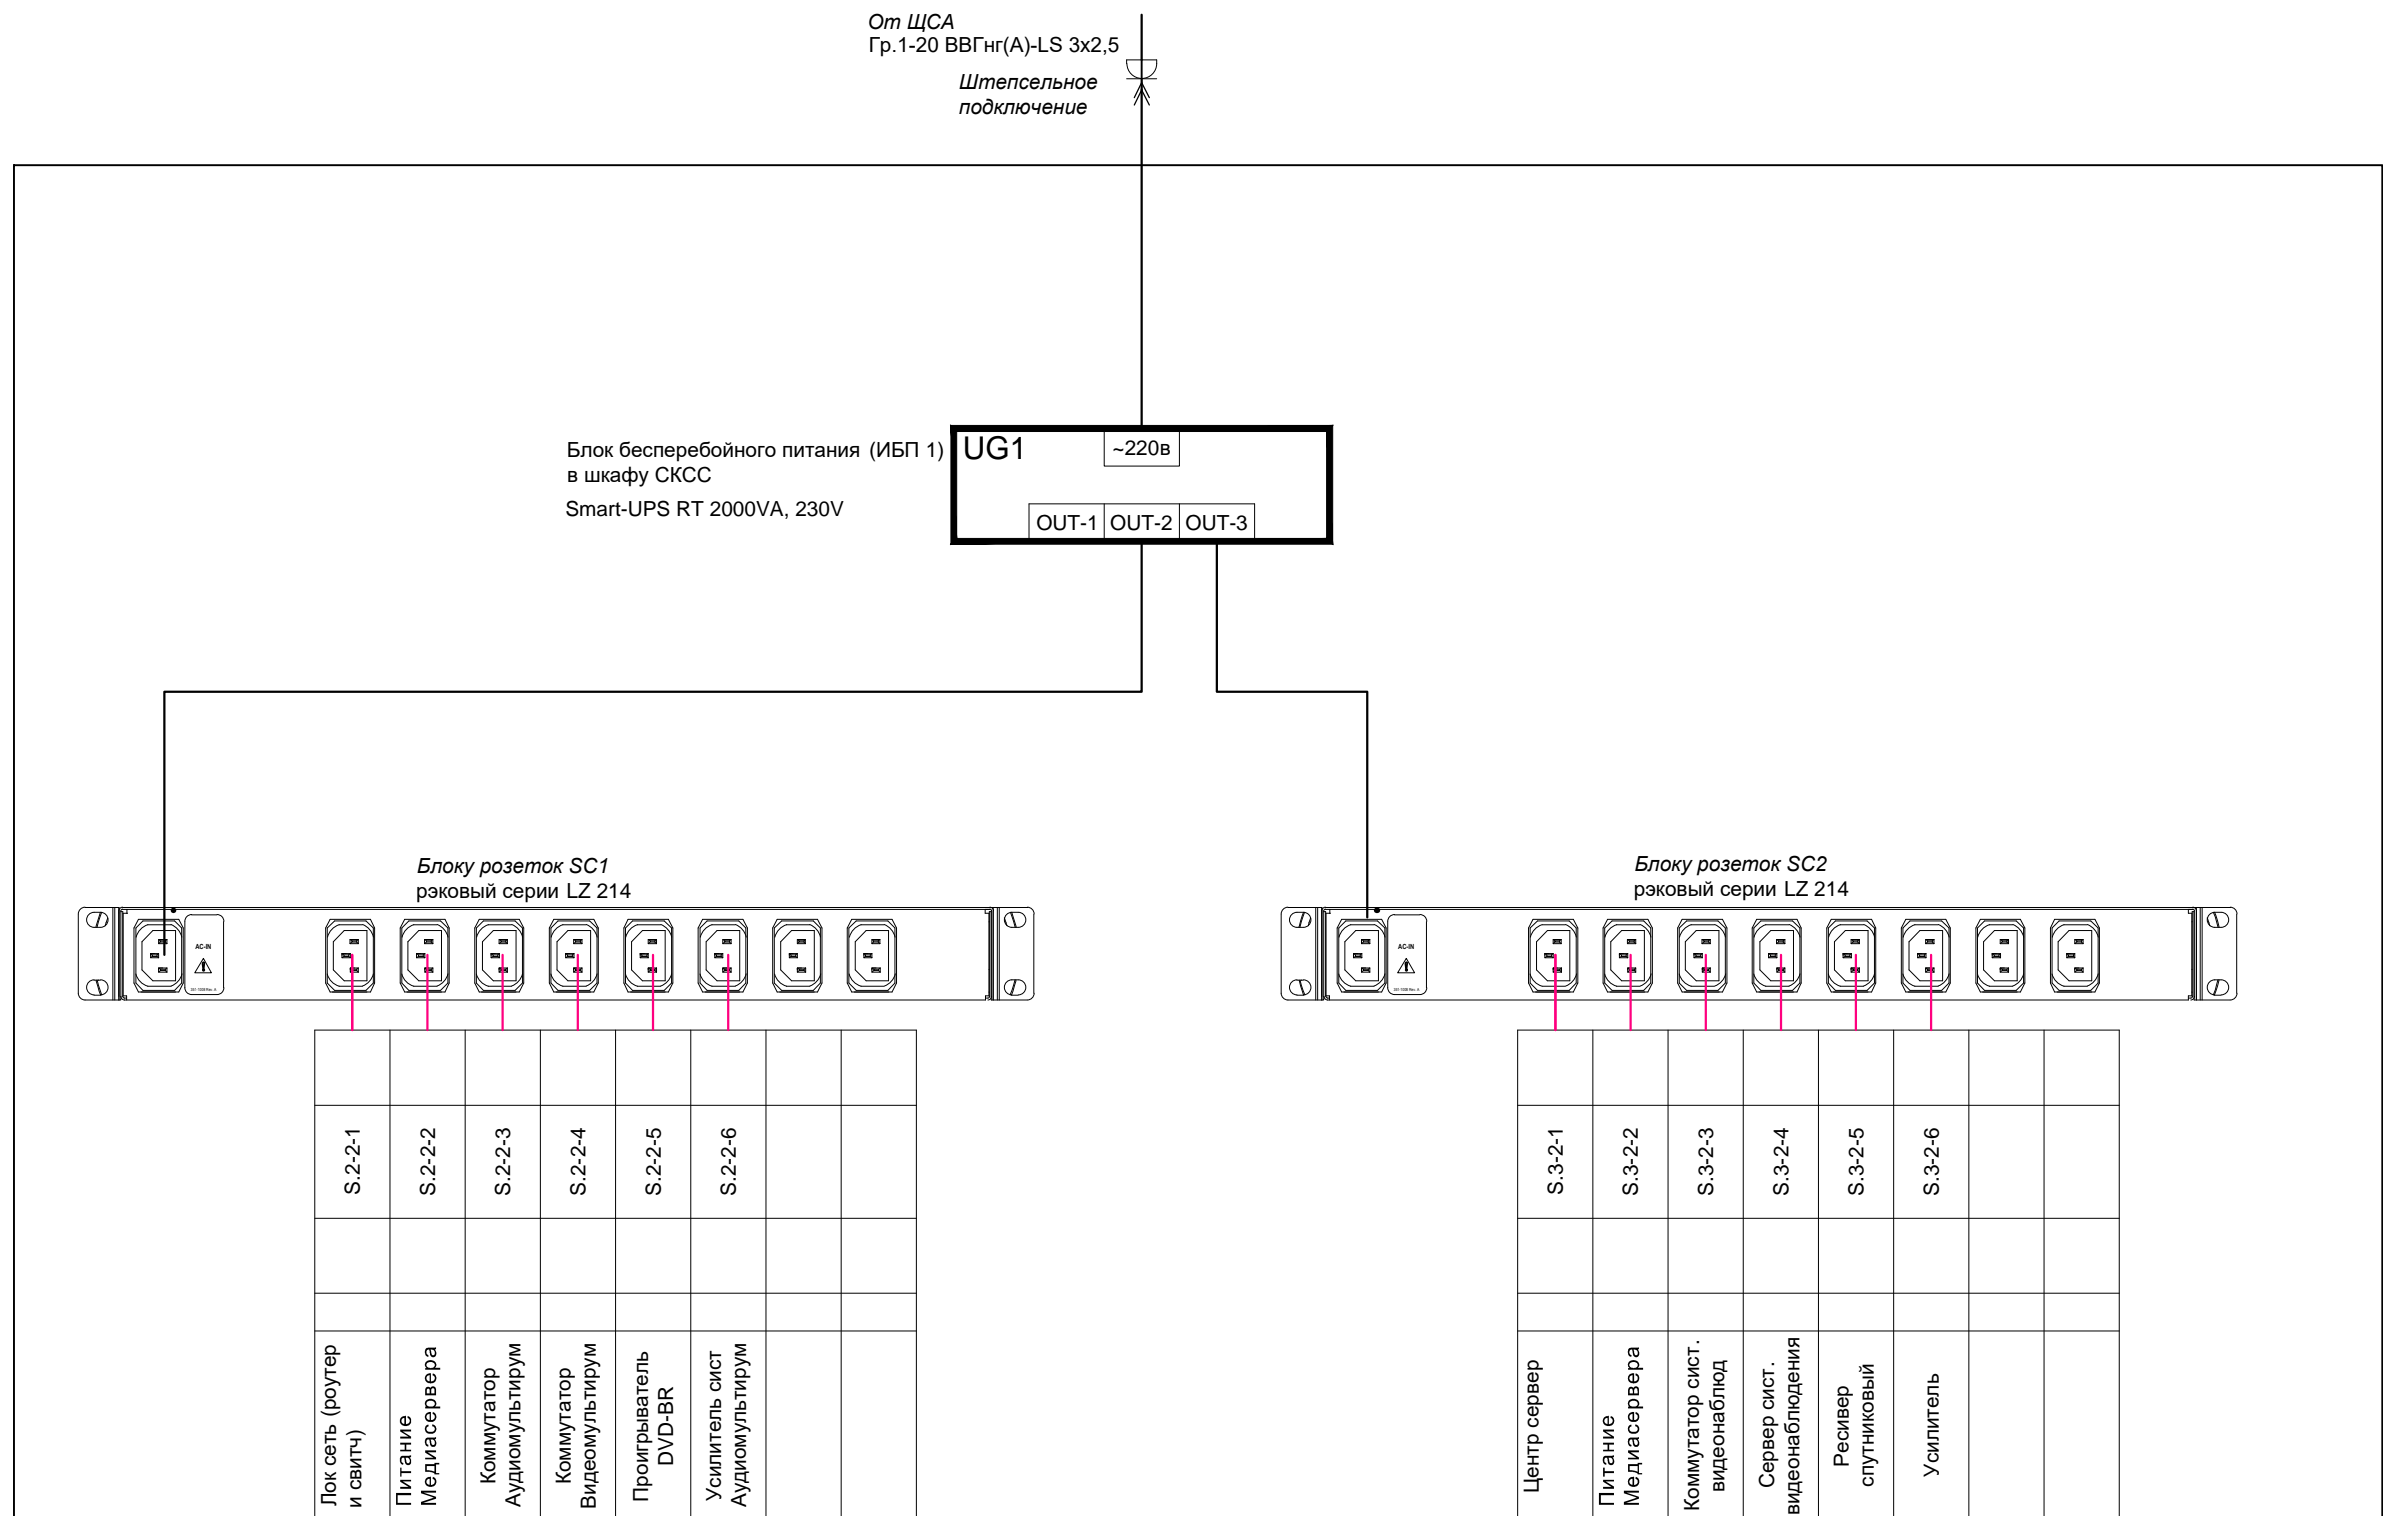 От ЩСА
Гр.1-20 ВВГнг(А)-LS 3х2,5
Штепсельное
подключение
Блок бесперебойного питания (ИБП 1)
в шкафу СКСС
Smart-UPS RT 2000VA, 230V
UG1
~220в
OUT-1 OUT-2 OUT-3
Блоку розеток SC1
рэковый серии LZ 214
AC-IN
Блоку розеток SC2
рэковый серии LZ 214
AC-IN
S.2-2-1
S.2-2-2
S.2-2-3
S.2-2-4
S.2-2-5
S.2-2-6
Лок сеть (роутер
и свитч)
Питание
Медиасервера
Коммутатор
Аудиомультирум
Коммутатор
Видеомультирум
Проигрыватель
DVD-BR
Усилитель сист
Аудиомультирум
S.3-2-1
S.3-2-2
S.3-2-3
S.3-2-4
S.3-2-5
S.3-2-6
Центр сервер
Питание
Медиасервера
Коммутатор сист.
видеонаблюд
Сервер сист.
видеонаблюдения
Ресивер
спутниковый
Усилитель